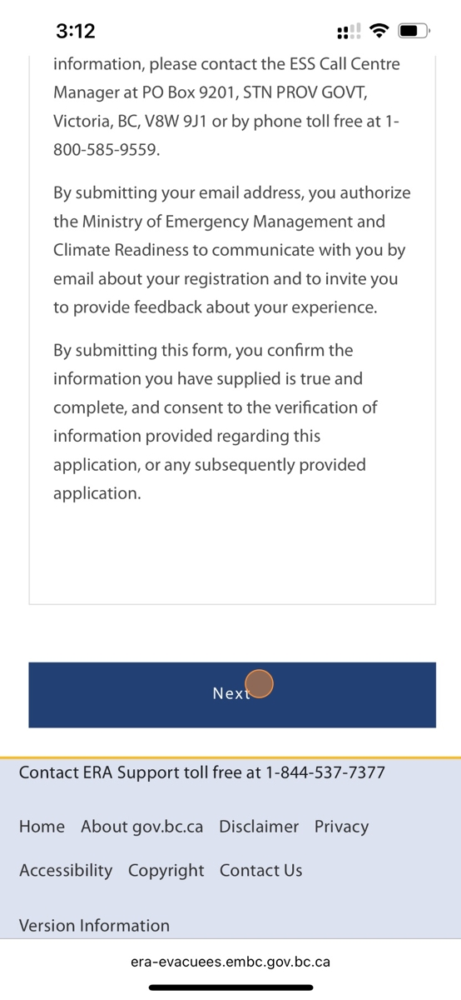 3:12
information, please contact the ESS Call Centre
Manager at PO Box 9201, STN PROV GOVT,
Victoria, BC, V8W 9J1 or by phone toll free at 1-
800-585-9559.
By submitting your email address, you authorize
the Ministry of Emergency Management and
Climate Readiness to communicate with you by
email about your registration and to invite you
to provide feedback about your experience.
By submitting this form, you confirm the
information you have supplied is true and
complete, and consent to the verification of
information provided regarding this
application, or any subsequently provided
application.
Next
Contact ERA Support toll free at 1-844-537-7377
Home About gov.bc.ca Disclaimer Privacy
Accessibility Copyright Contact Us
Version Information
era-evacuees.embc.gov.bc.ca